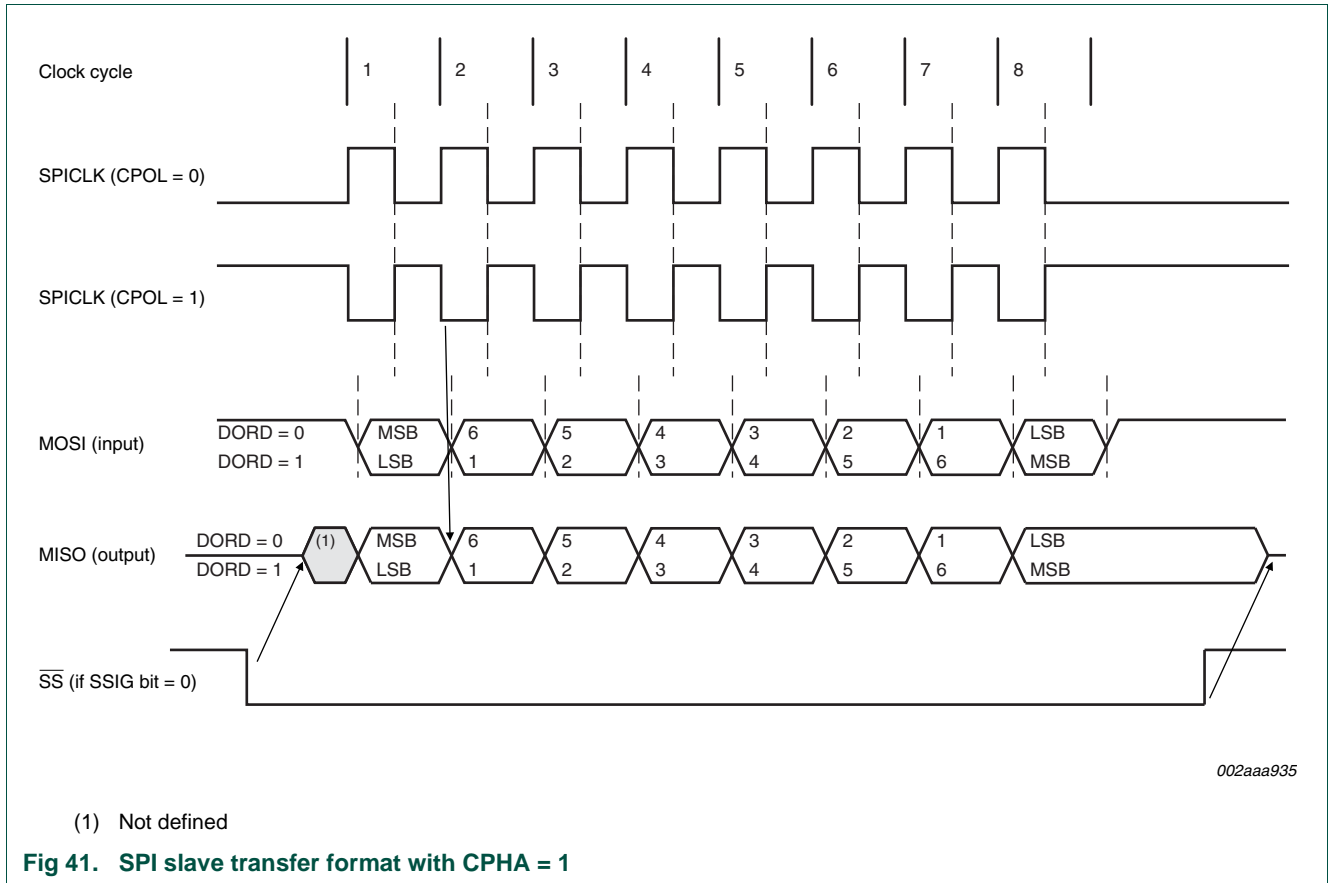 Clock cycle 1 2 3 4 5 6 7 8
SPICLK (CPOL = 0)
SPICLK (CPOL = 1)
MOSI (input)
DORD = 0 MSB 6 5 4 3 2 1 LSB
DORD = 1 LSB 1 2 3 4 5 6 MSB
MISO (output)
DORD = 0 (1) MSB 6 5 4 3 2 1 LSB
DORD = 1 LSB 1 2 3 4 5 6 MSB
S̅S̅ (if SSIG bit = 0)
002aaa935
(1) Not defined
Fig 41. SPI slave transfer format with CPHA = 1